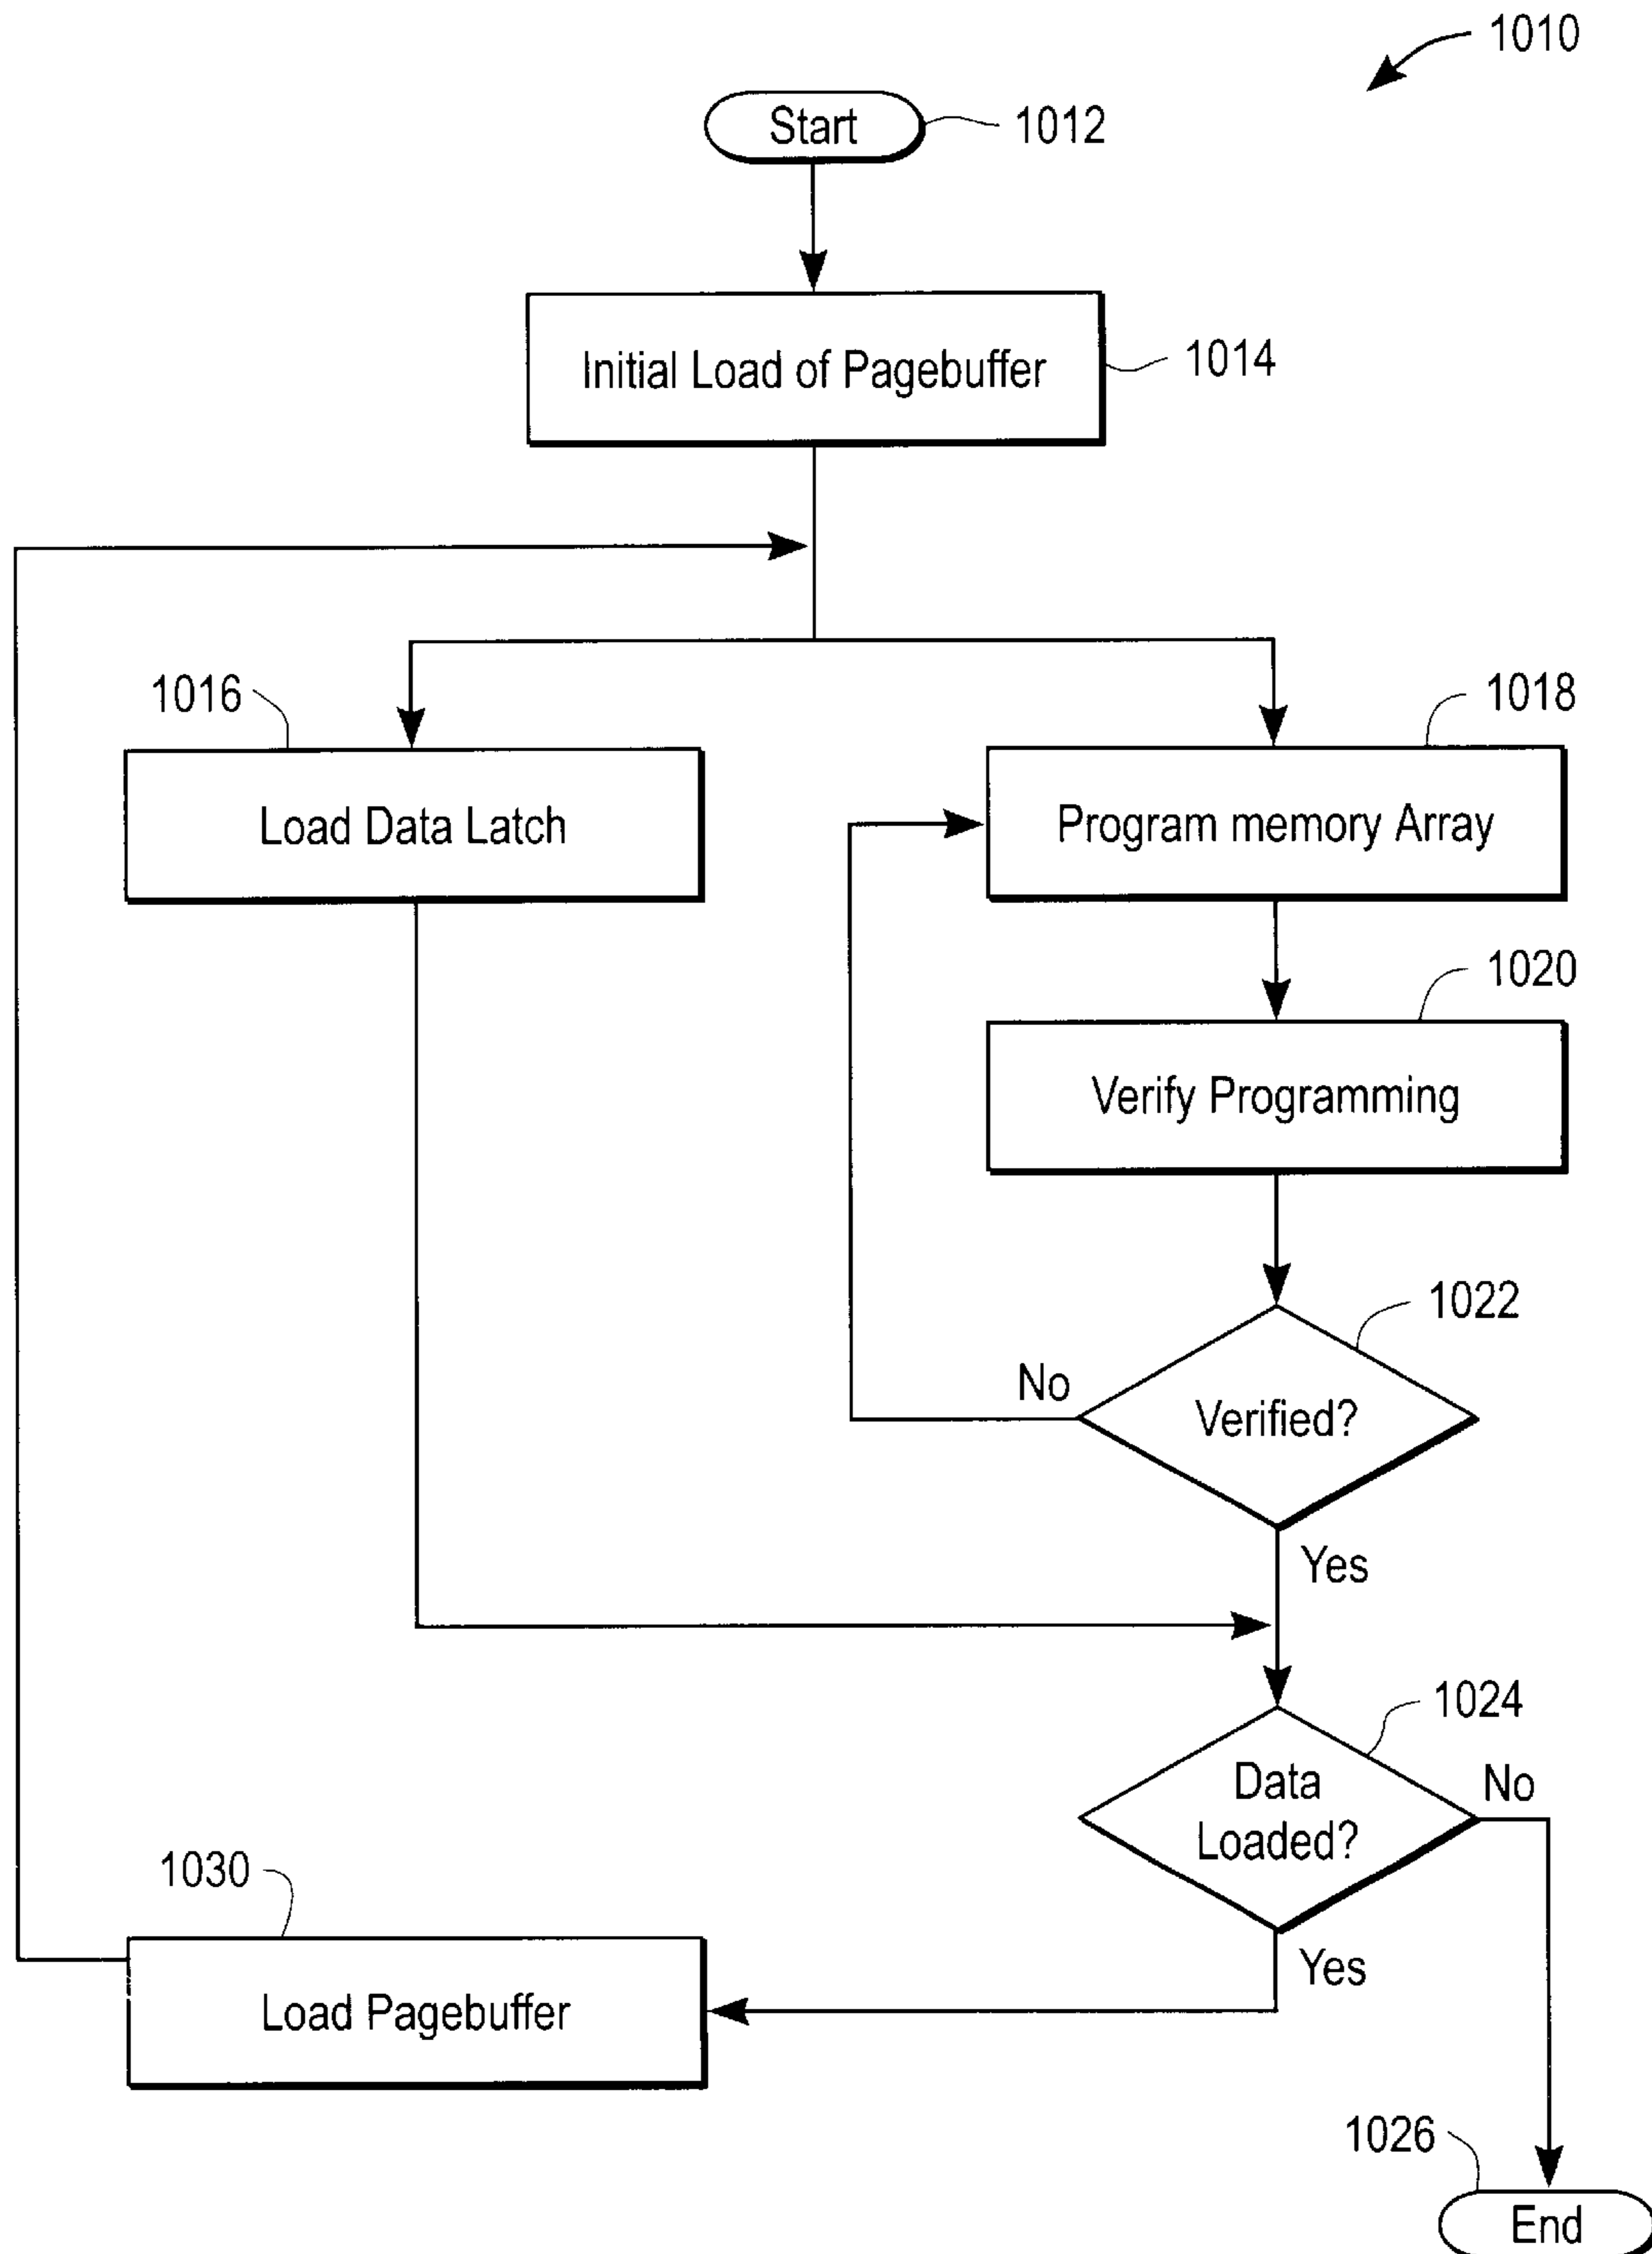 1010
Start
1012
Initial Load of Pagebuffer
1014
1016
1018
Load Data Latch
Program memory Array
1020
Verify Programming
1022
No
Verified?
Yes
1024
Data
Loaded?
No
1030
Yes
Load Pagebuffer
1026
End